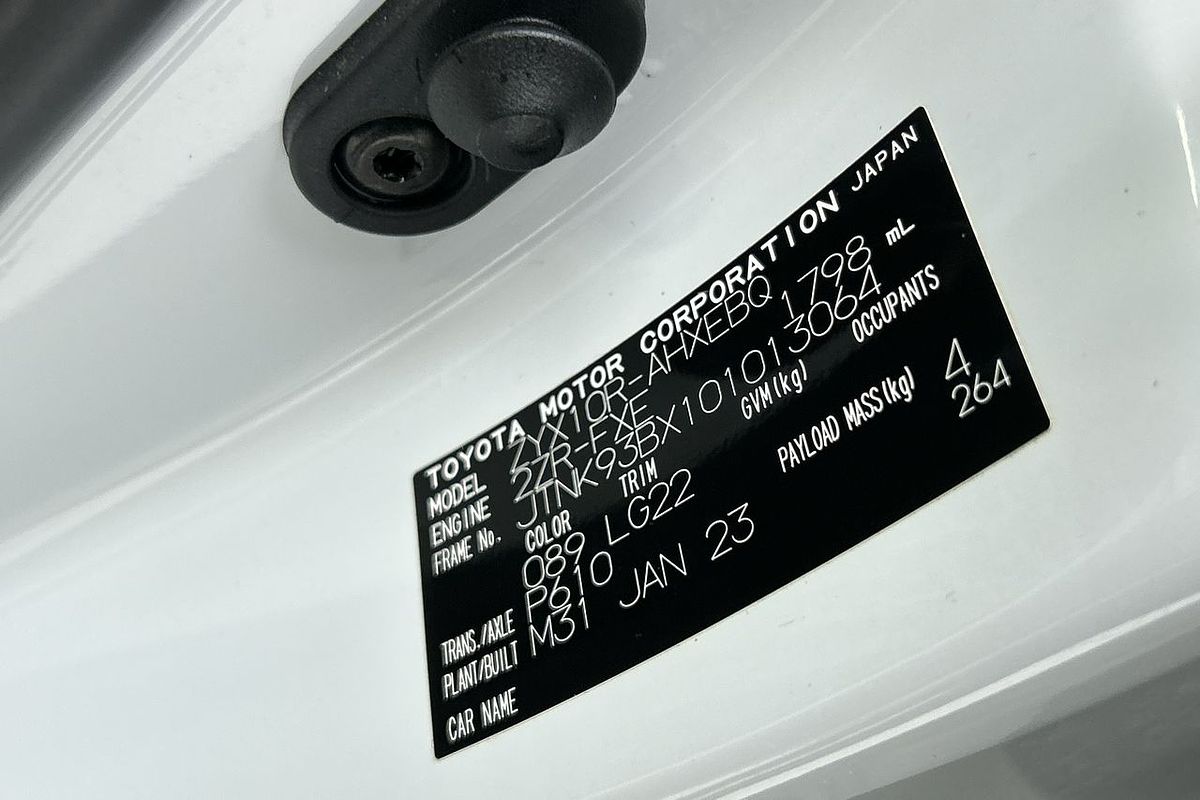 TOYOTA MOTOR CORPORATION JAPAN
MODEL ZYX10R-AHXEBQ
ENGINE 2ZR-FXE 1798 mL
FRAME No. JTNK93BX101013064
COLOR TRIM GVM(kg) OCCUPANTS
089 LG22 4
TRANS./AXLE P610 PAYLOAD MASS(kg) 264
PLANT/BUILT M31 JAN 23
CAR NAME